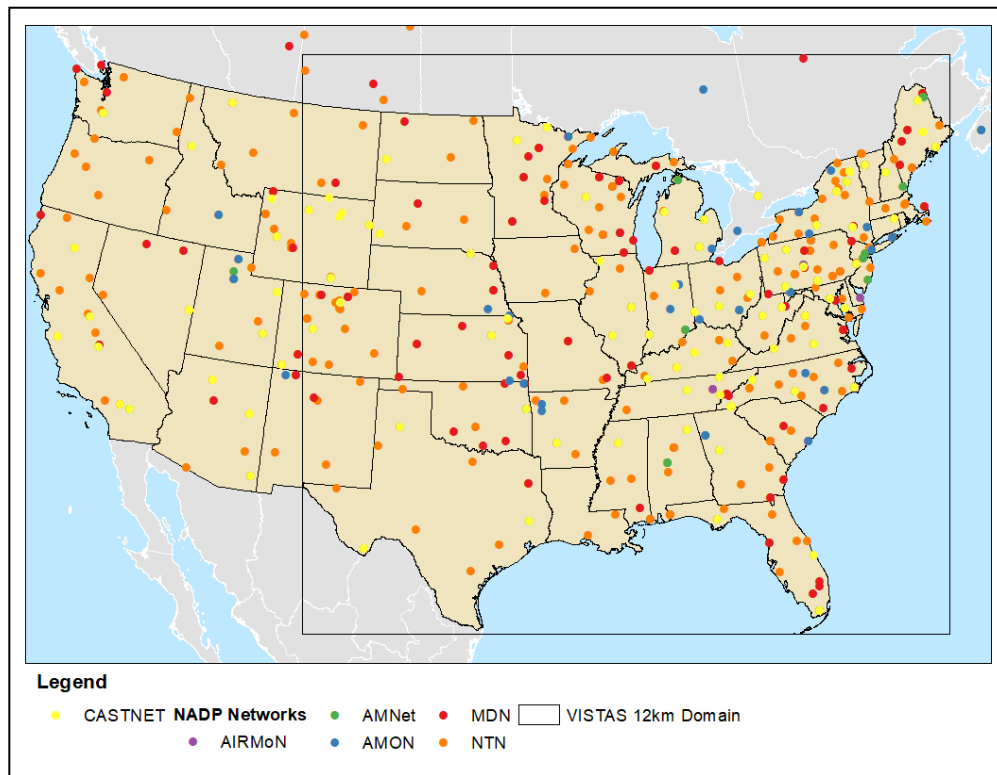 Legend
CASTNET NADP Networks AMNet MDN VISTAS 12km Domain
AIRMoN AMON NTN